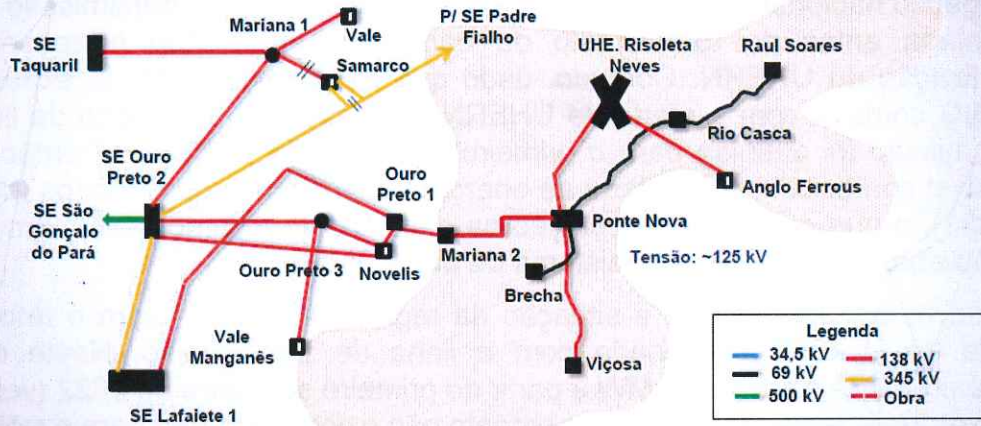 SE
Taquaril
Mariana 1
Vale
Samarco
P/ SE Padre
Fialho
UHE. Risoleta
Neves
Raul Soares
Rio Casca
Anglo Ferrous
SE Ouro
Preto 2
SE São
Gonçalo
do Pará
Ouro
Preto 1
Ponte Nova
Mariana 2
Tensão: ~125 kV
Ouro Preto 3
Novelis
Brecha
Vale
Manganês
Viçosa
SE Lafaiete 1
Legenda
34,5 kV
138 kV
69 kV
345 kV
500 kV
Obra